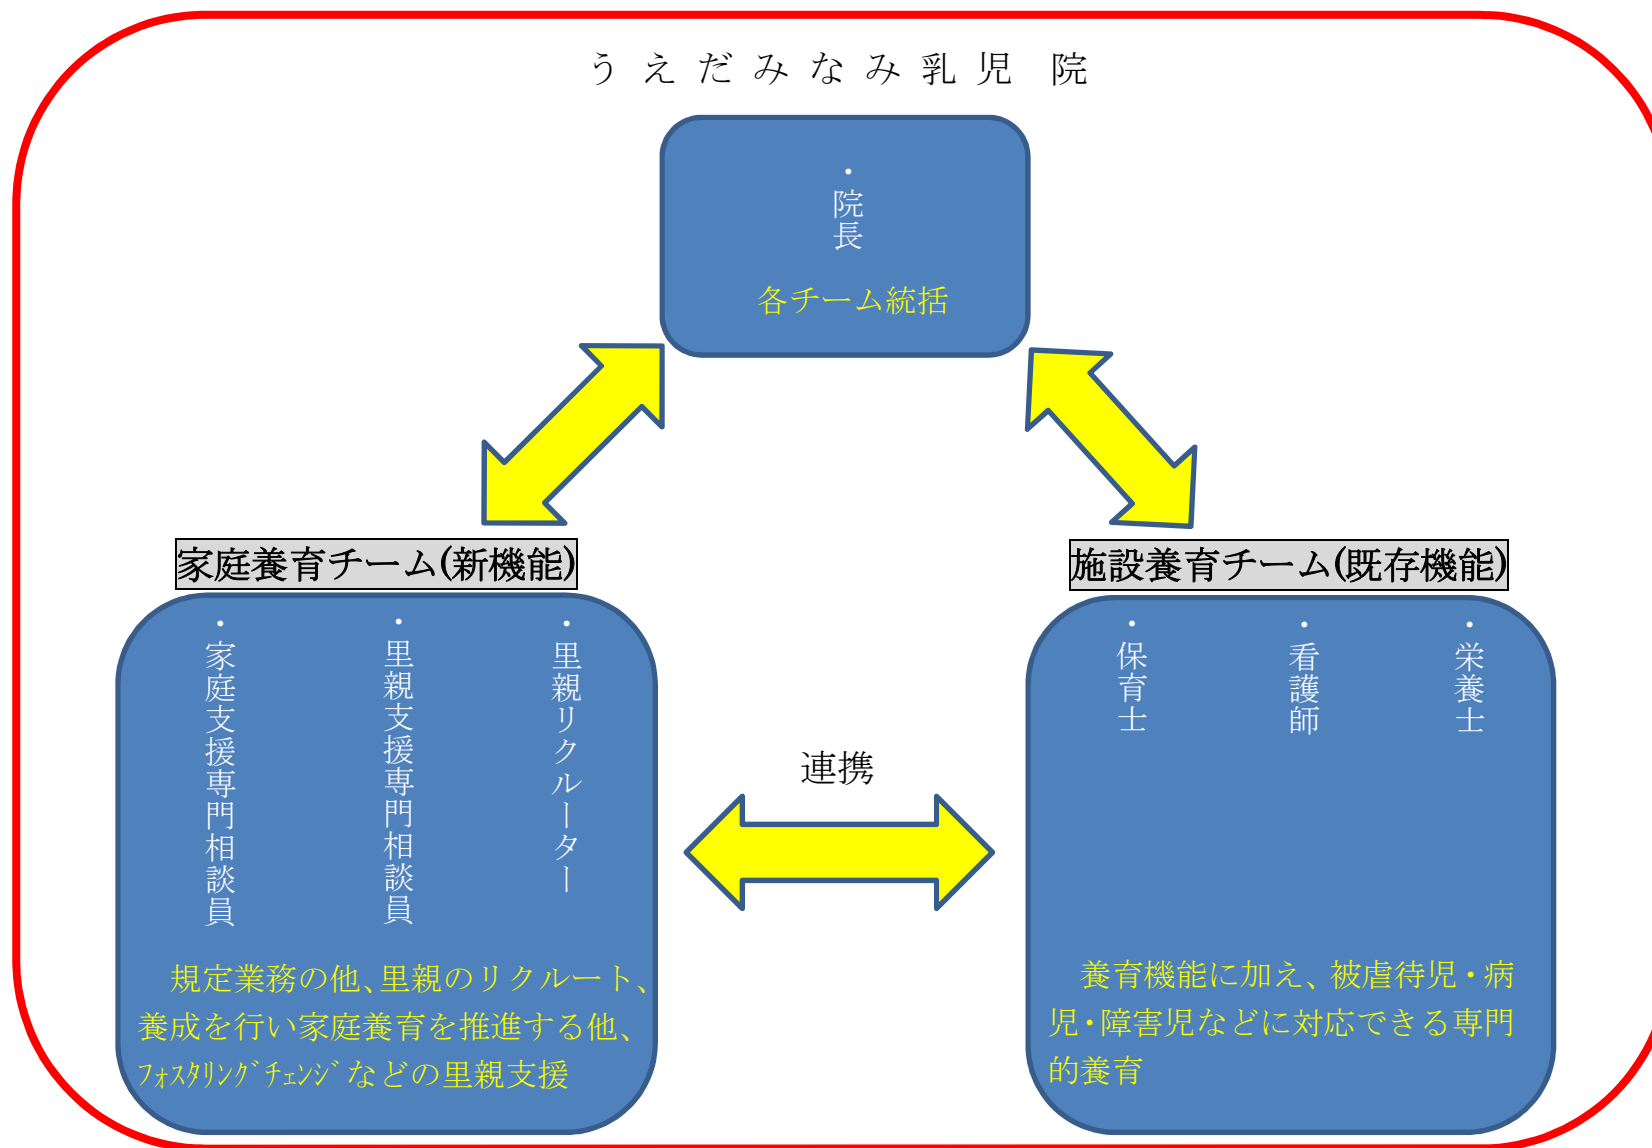 うえだみなみ乳児 院
・院長
各チーム統括
家庭養育チーム(新機能)
・家庭支援専門相談員
・里親支援専門相談員
・里親リクルーター
規定業務の他、里親のリクルート、
養成を行い家庭養育を推進する他、
ﾌｫｽﾀﾘﾝｸﾞﾁｪﾝｼﾞなどの里親支援
連携
施設養育チーム(既存機能)
・保育士
・看護師
・栄養士
養育機能に加え、被虐待児・病
児・障害児などに対応できる専門
的養育